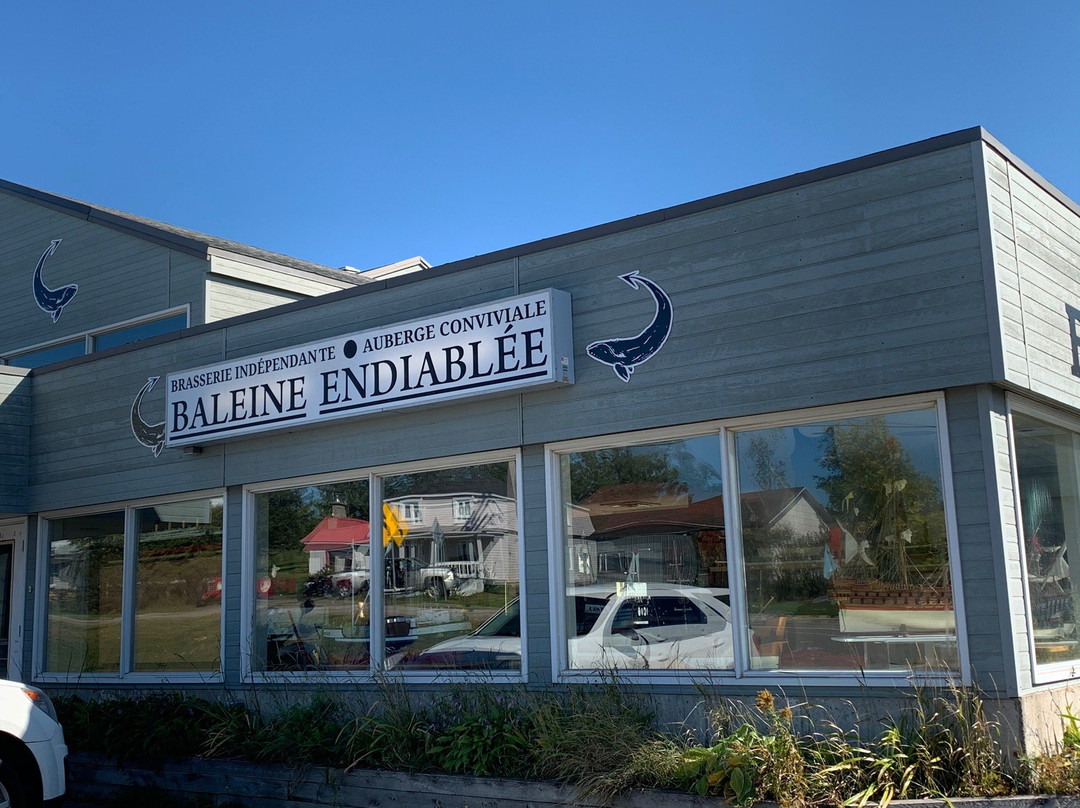 BRASSERIE INDÉPENDANTE ● AUBERGE CONVIVIALE
BALEINE ENDIABLÉE